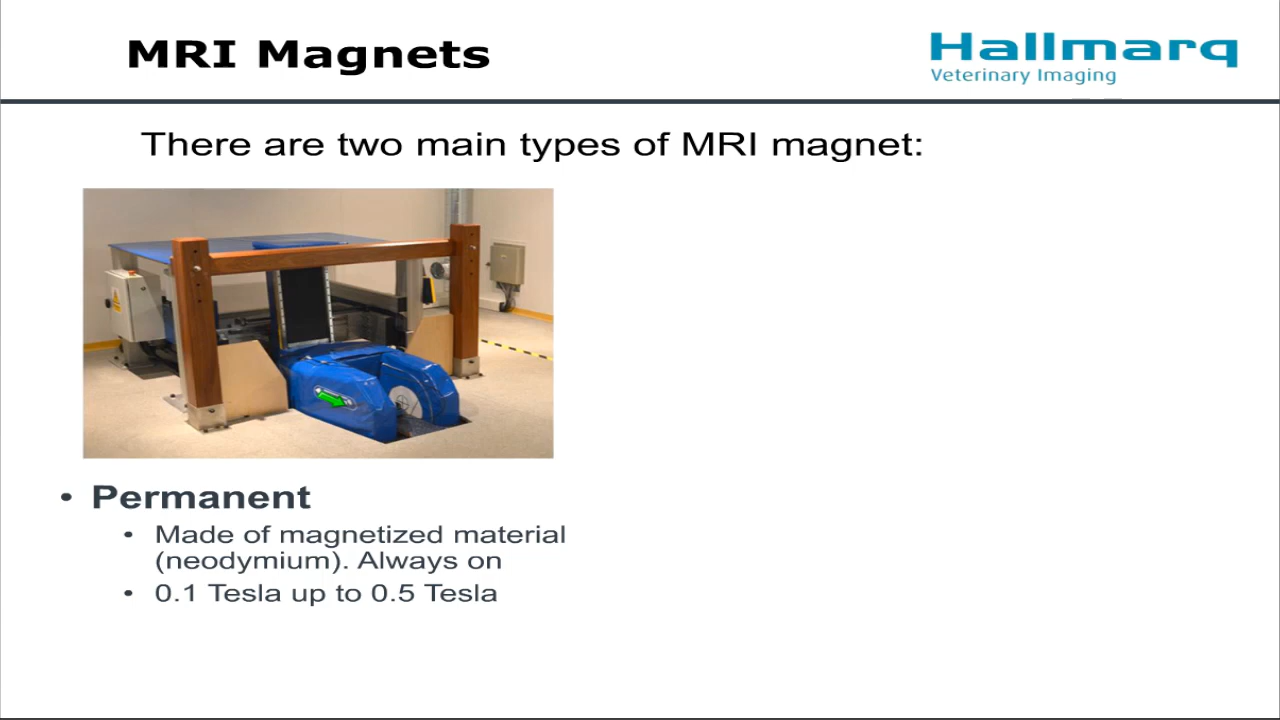 MRI Magnets
Hallmarq
Veterinary Imaging
There are two main types of MRI magnet:
• Permanent
• Made of magnetized material
(neodymium). Always on
• 0.1 Tesla up to 0.5 Tesla